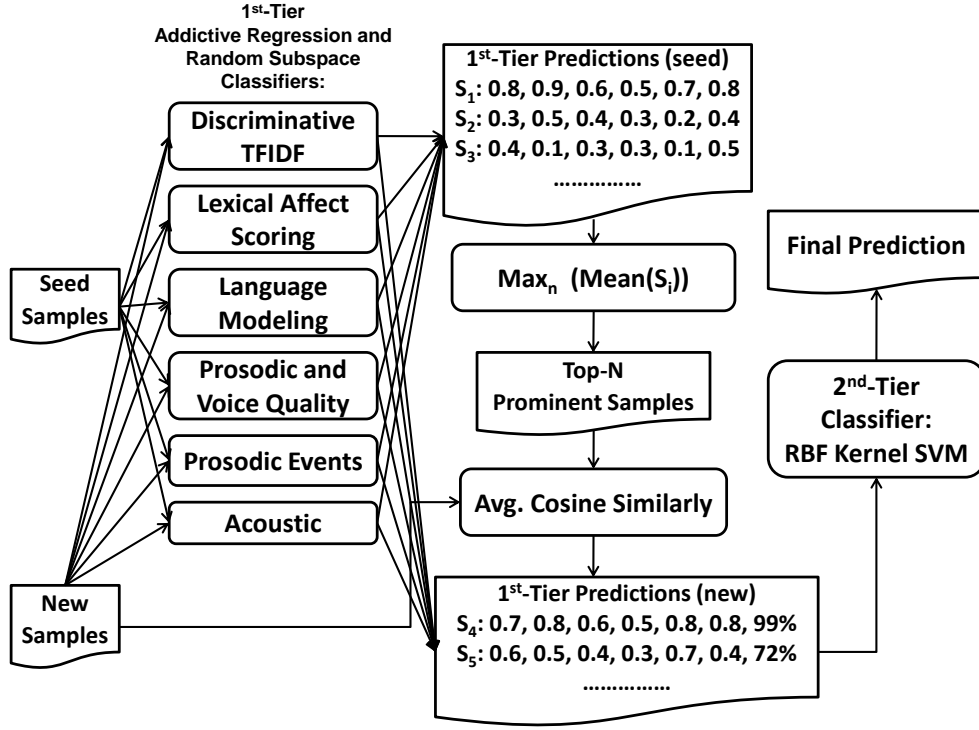 1st-Tier
Addictive Regression and
Random Subspace
Classifiers:
Discriminative
TFIDF
Lexical Affect
Scoring
Language
Modeling
Prosodic and
Voice Quality
Prosodic Events
Acoustic
Seed
Samples
New
Samples
1st-Tier Predictions (seed)
S1: 0.8, 0.9, 0.6, 0.5, 0.7, 0.8
S2: 0.3, 0.5, 0.4, 0.3, 0.2, 0.4
S3: 0.4, 0.1, 0.3, 0.3, 0.1, 0.5
……………
Maxn (Mean(Si))
Top-N
Prominent Samples
Avg. Cosine Similarly
1st-Tier Predictions (new)
S4: 0.7, 0.8, 0.6, 0.5, 0.8, 0.8, 99%
S5: 0.6, 0.5, 0.4, 0.3, 0.7, 0.4, 72%
……………
Final Prediction
2nd-Tier
Classifier:
RBF Kernel SVM